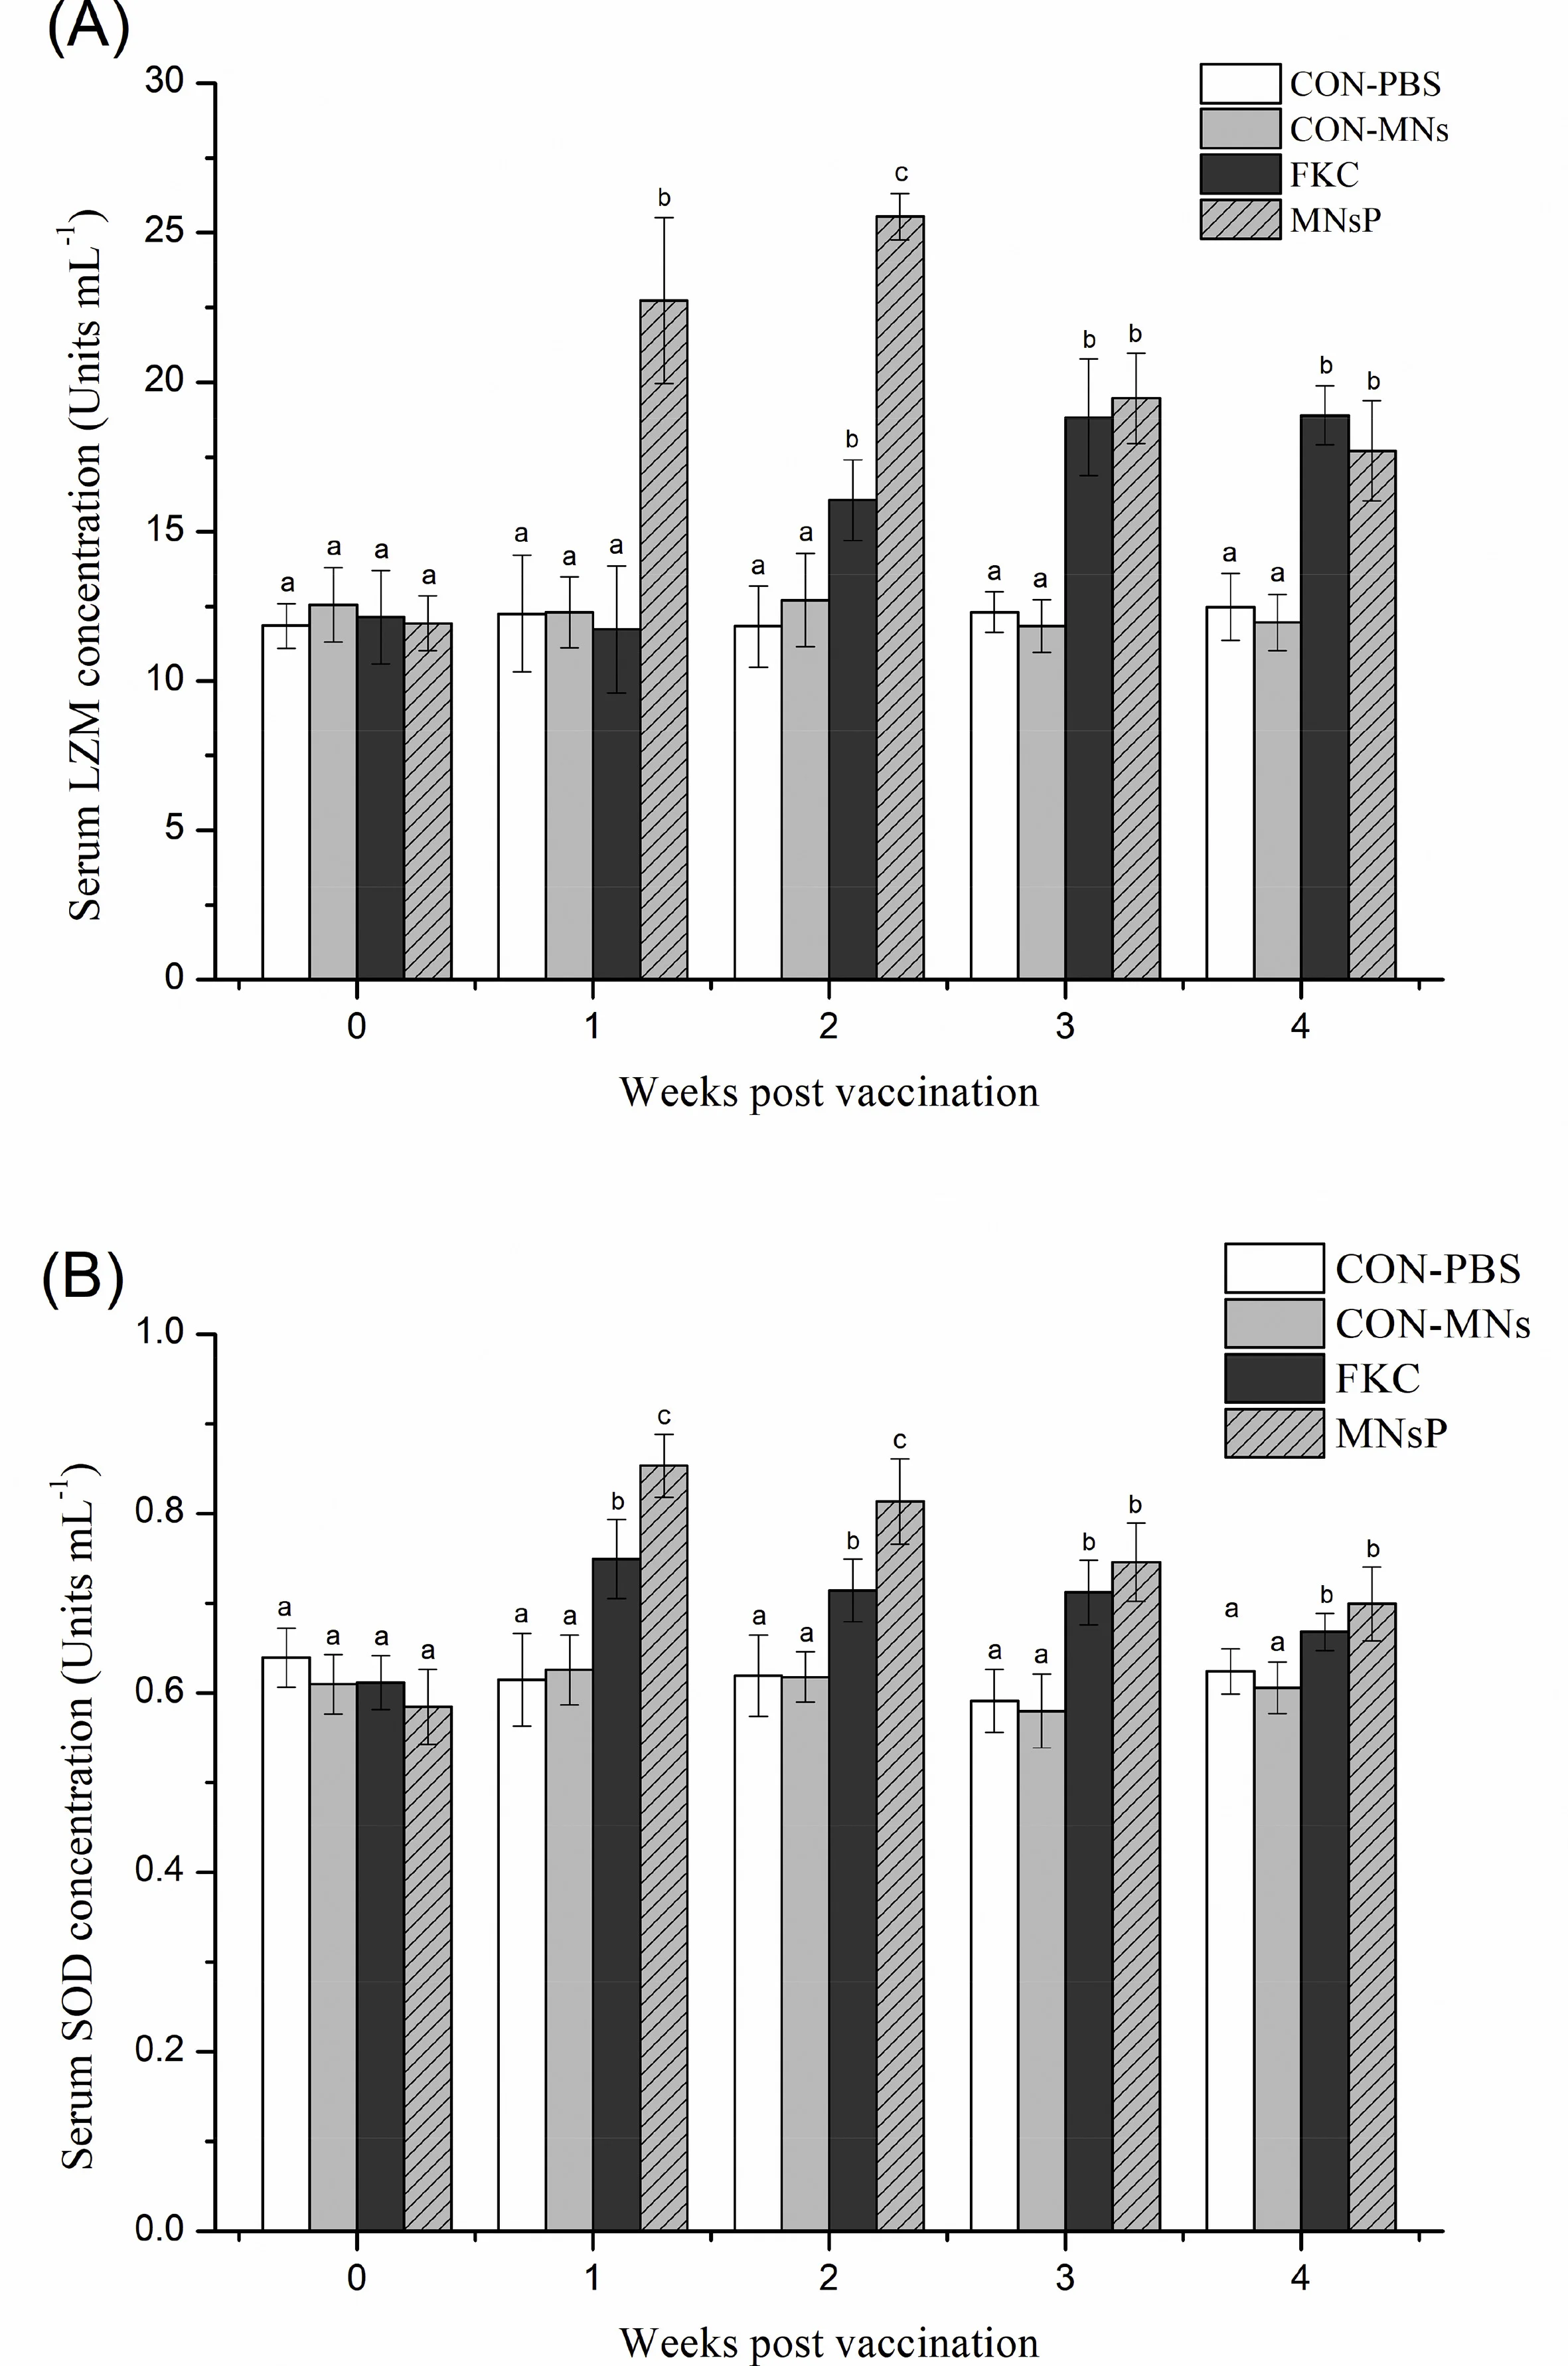 (A)
CON-PBS
CON-MNs
FKC
MNsP
Serum LZM concentration (Units mL-1)
30
25
20
15
10
5
0
a a a a
a a a b
a a b c
a a b b
a a b b
0 1 2 3 4
Weeks post vaccination
(B)
CON-PBS
CON-MNs
FKC
MNsP
Serum SOD concentration (Units mL-1)
1.0
0.8
0.6
0.4
0.2
0.0
a a a a
a a b c
a a b c
a a b b
a a b b
0 1 2 3 4
Weeks post vaccination